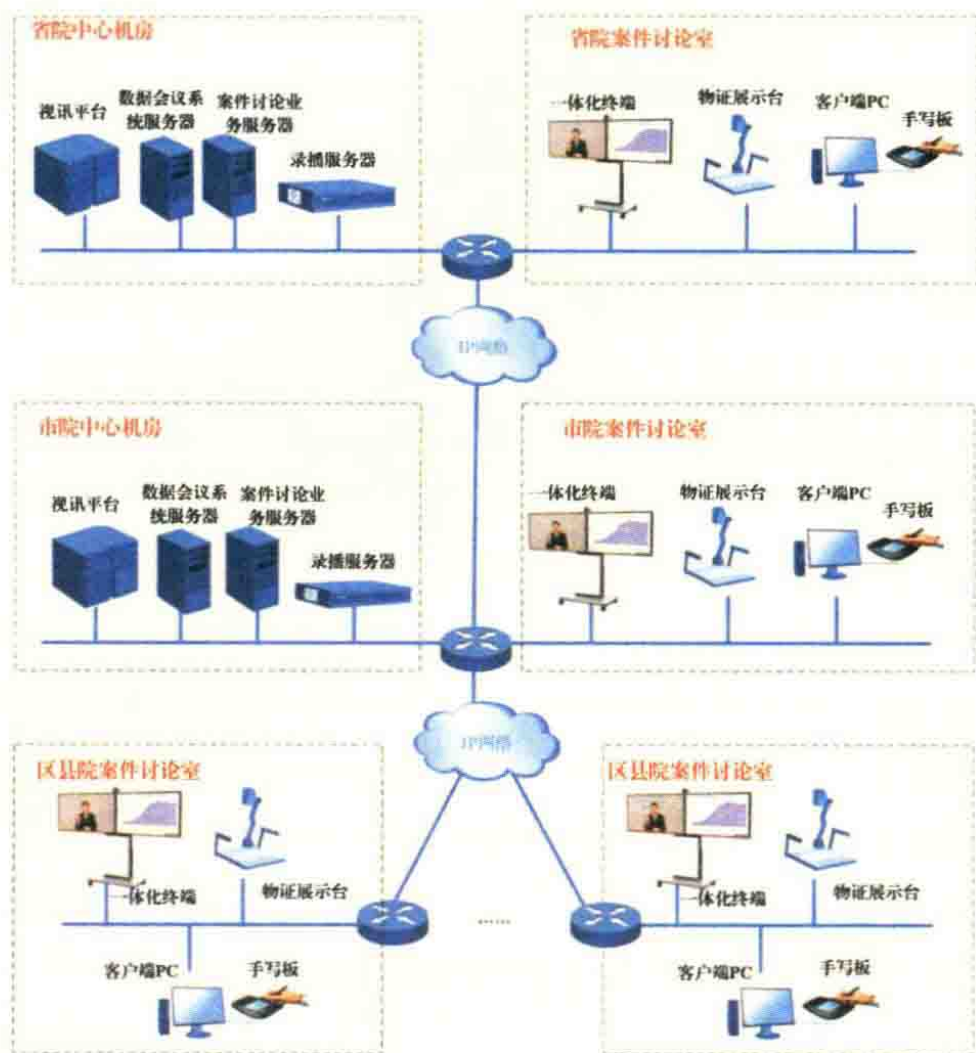 省院中心机房
视讯平台
数据会议系
统服务器
案件讨论业
务服务器
录播服务器
省院案件讨论室
一体化终端
物证展示台
客户端PC
手写板
IP网络
市院中心机房
视讯平台
数据会议系
统服务器
案件讨论业
务服务器
录播服务器
市院案件讨论室
一体化终端
物证展示台
客户端PC
手写板
IP网络
区县院案件讨论室
一体化终端
物证展示台
客户端PC
手写板
......
区县院案件讨论室
一体化终端
物证展示台
客户端PC
手写板